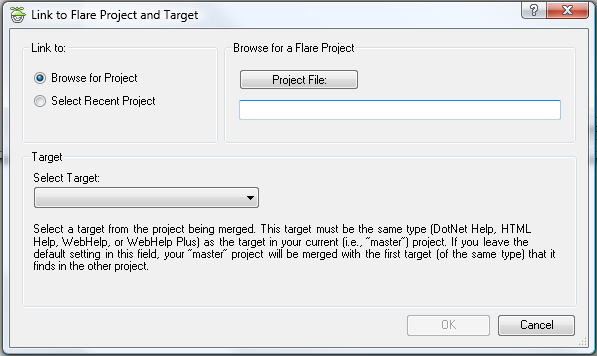 Link to Flare Project and Target
Link to:
Browse for Project
Select Recent Project
Browse for a Flare Project
Project File:
Target
Select Target:
Select a target from the project being merged. This target must be the same type (DotNet Help, HTML
Help, WebHelp, or WebHelp Plus) as the target in your current (i.e., "master") project. If you leave the
default setting in this field, your "master" project will be merged with the first target (of the same type) that it
finds in the other project.
OK
Cancel